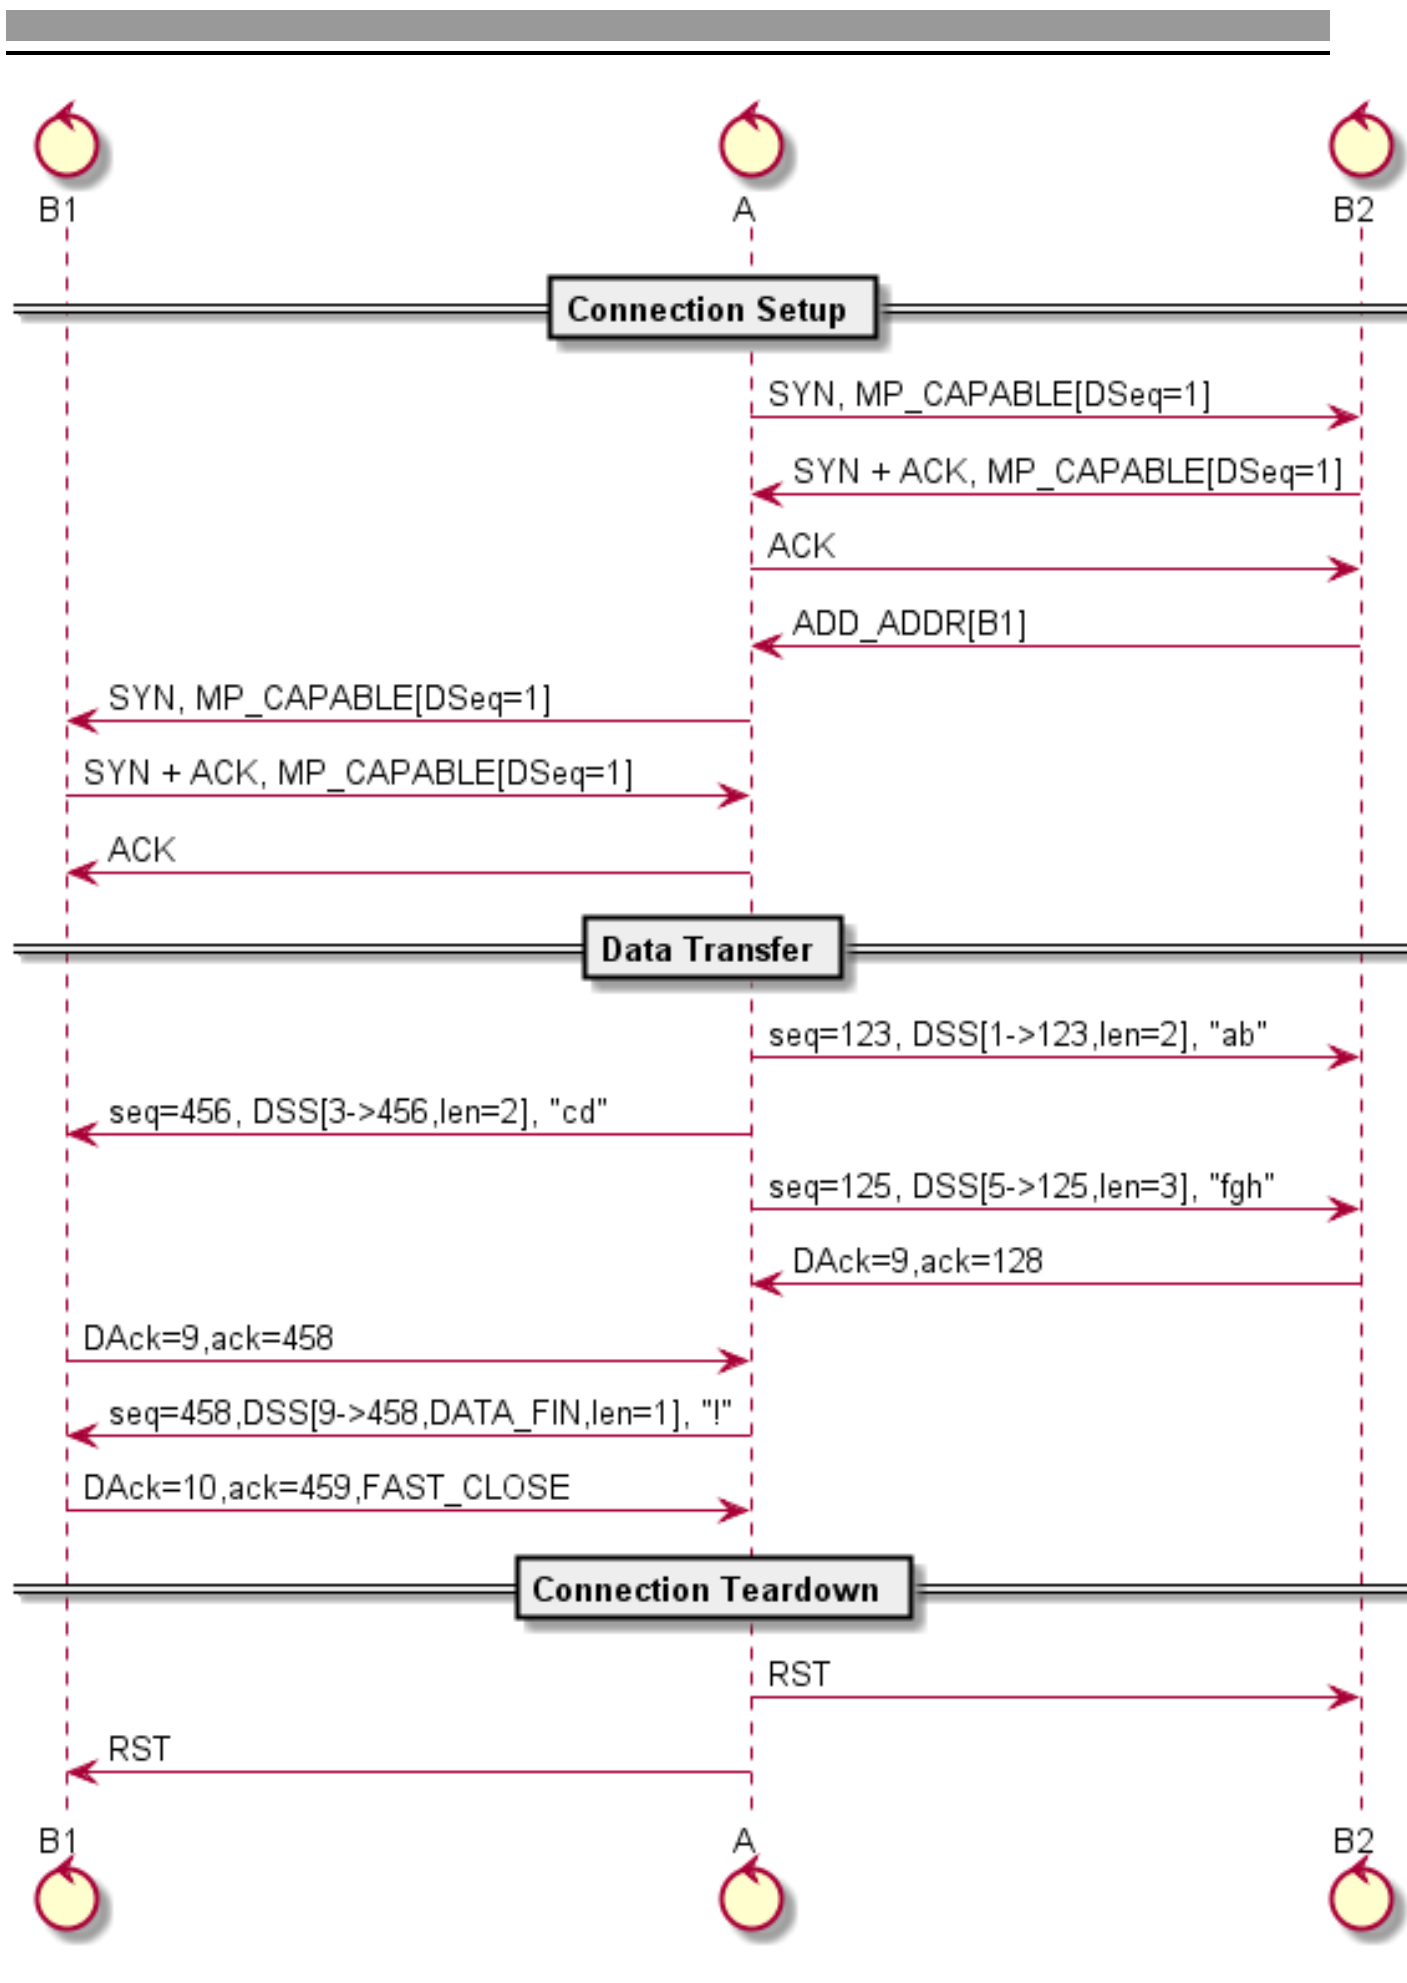 B1 A B2
Connection Setup
SYN, MP_CAPABLE[DSeq=1]
SYN + ACK, MP_CAPABLE[DSeq=1]
ACK
ADD_ADDR[B1]
SYN, MP_CAPABLE[DSeq=1]
SYN + ACK, MP_CAPABLE[DSeq=1]
ACK
Data Transfer
seq=123, DSS[1->123,len=2], "ab"
seq=456, DSS[3->456,len=2], "cd"
seq=125, DSS[5->125,len=3], "fgh"
DAck=9,ack=128
DAck=9,ack=458
seq=458,DSS[9->458,DATA_FIN,len=1], "!"
DAck=10,ack=459,FAST_CLOSE
Connection Teardown
RST
RST
B1 A B2